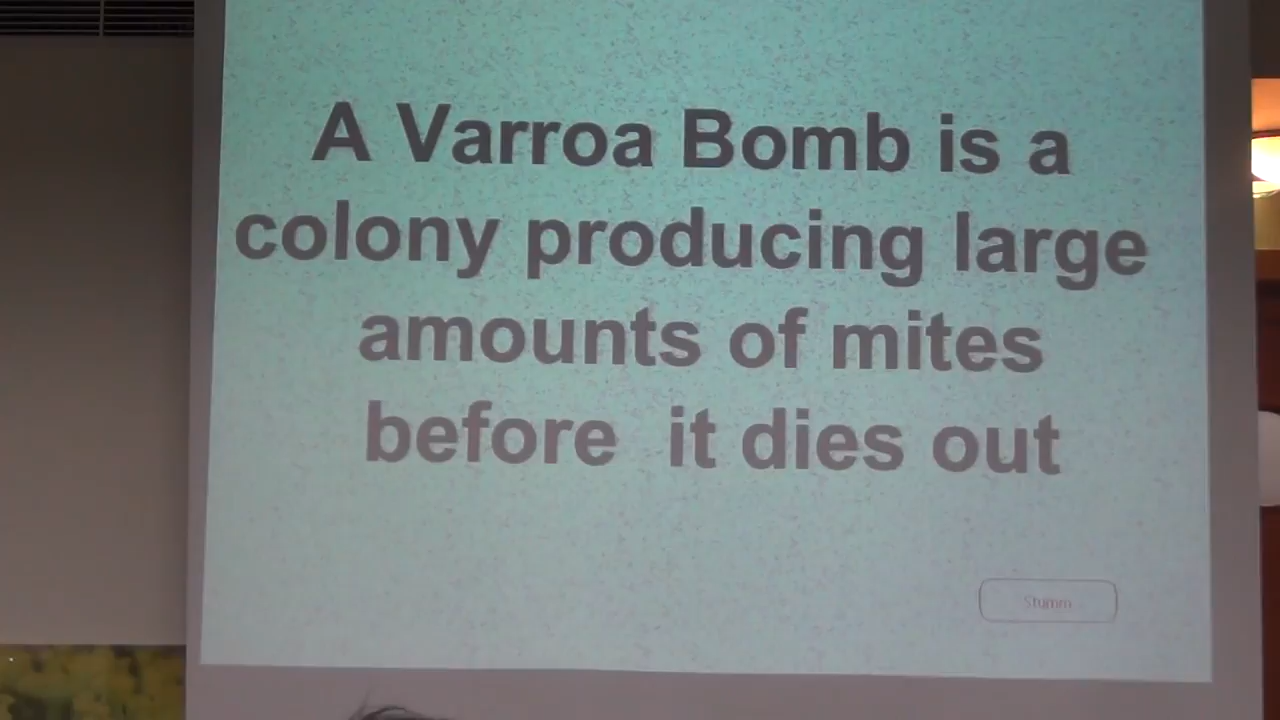 A Varroa Bomb is a
colony producing large
amounts of mites
before it dies out
Stumm